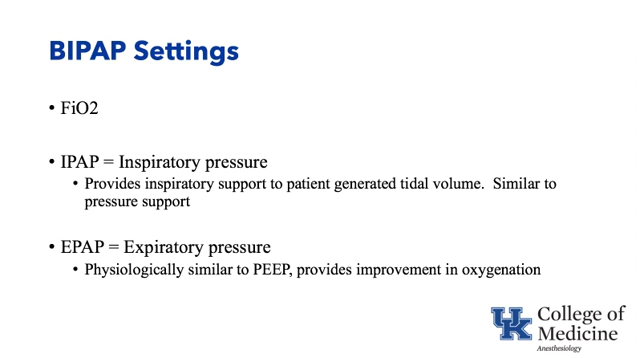 BIPAP Settings
• FiO2
• IPAP = Inspiratory pressure
• Provides inspiratory support to patient generated tidal volume.  Similar to
pressure support
• EPAP = Expiratory pressure
• Physiologically similar to PEEP, provides improvement in oxygenation
UK College of
Medicine
Anesthesiology